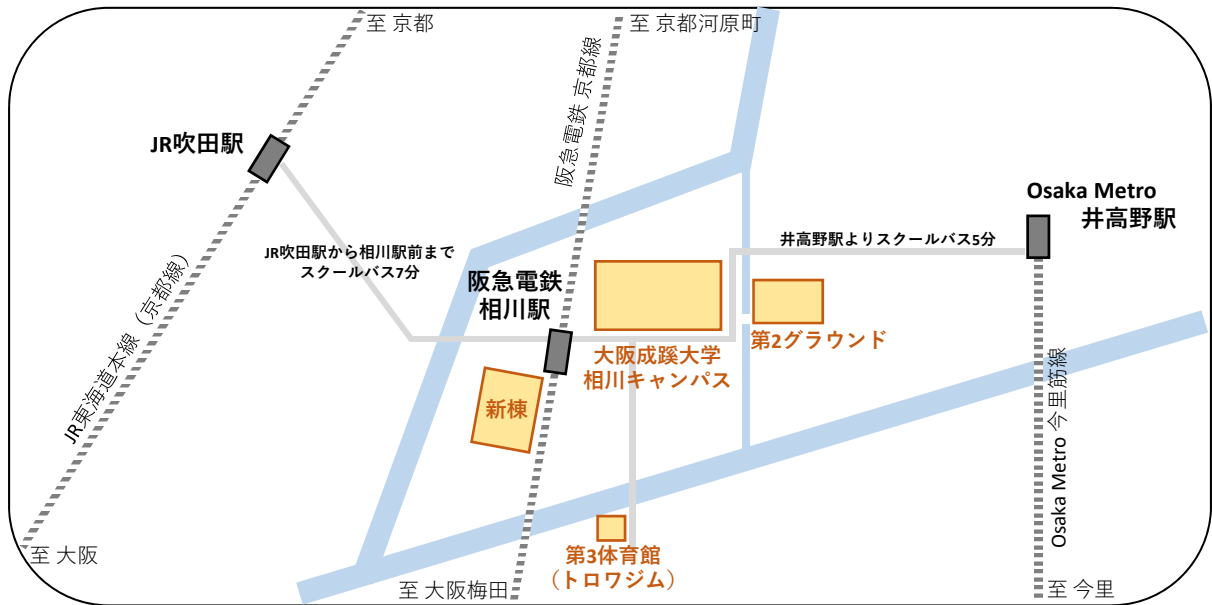 至 京都
至 京都河原町
JR吹田駅
阪急電鉄 京都線
Osaka Metro
井高野駅
JR吹田駅から相川駅前まで
スクールバス7分
井高野駅よりスクールバス5分
阪急電鉄
相川駅
JR東海道本線（京都線）
大阪成蹊大学
相川キャンパス
第2グラウンド
新棟
Osaka Metro 今里筋線
第3体育館
（トロワジム）
至 大阪
至 大阪梅田
至 今里